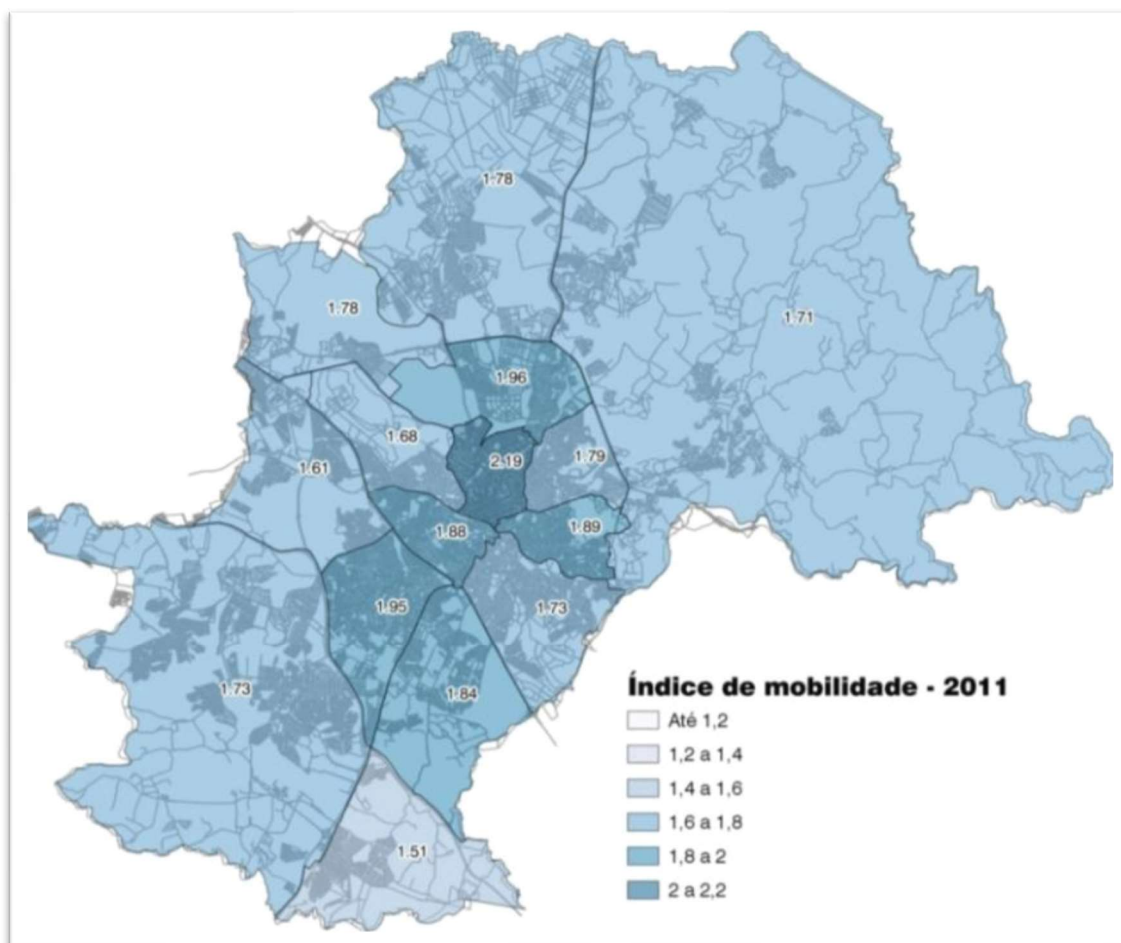 1.78
1.78
1.71
1.96
1.68
2.19
1.79
1.61
1.88
1.89
1.95
1.73
1.84
1.73
1.51
Índice de mobilidade - 2011
Até 1,2
1,2 a 1,4
1,4 a 1,6
1,6 a 1,8
1,8 a 2
2 a 2,2